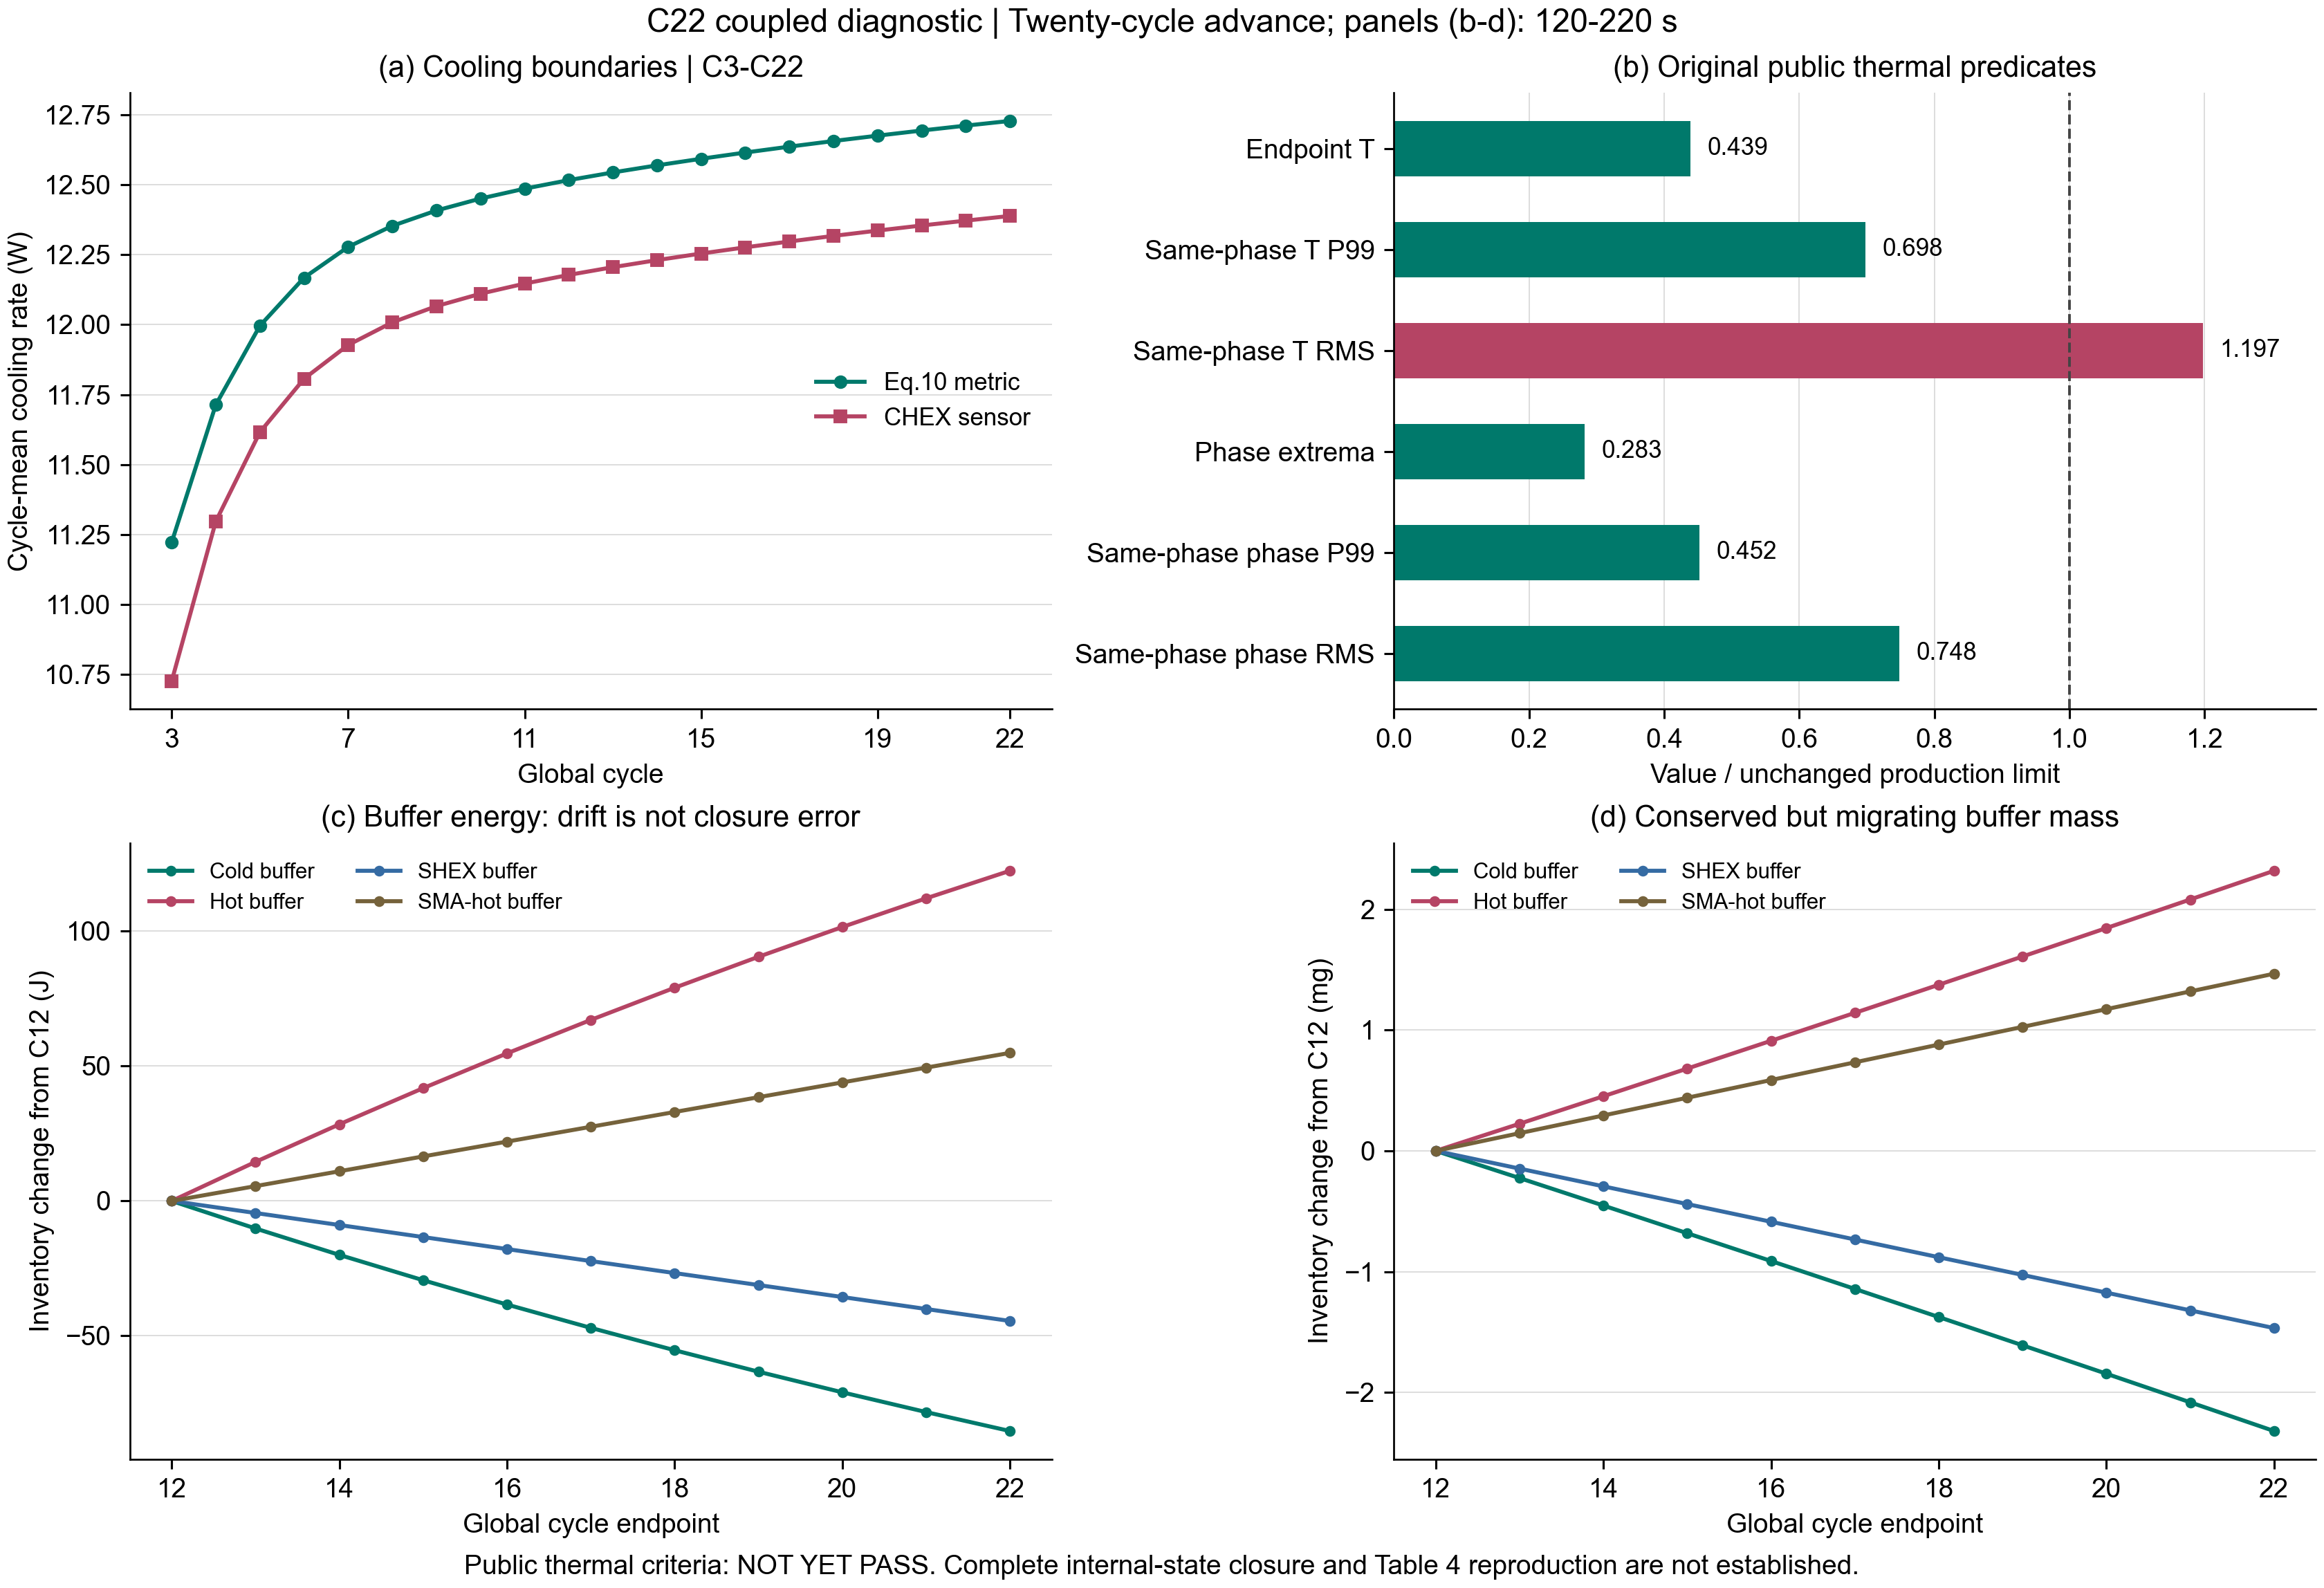 C22 coupled diagnostic | Twenty-cycle advance; panels (b-d): 120-220 s
(a) Cooling boundaries | C3-C22
Cycle-mean cooling rate (W)
12.75
12.50
12.25
12.00
11.75
11.50
11.25
11.00
10.75
Eq.10 metric
CHEX sensor
3 7 11 15 19 22
Global cycle
(b) Original public thermal predicates
Endpoint T 0.439
Same-phase T P99 0.698
Same-phase T RMS 1.197
Phase extrema 0.283
Same-phase phase P99 0.452
Same-phase phase RMS 0.748
0.0 0.2 0.4 0.6 0.8 1.0 1.2
Value / unchanged production limit
(c) Buffer energy: drift is not closure error
Cold buffer SHEX buffer
Hot buffer SMA-hot buffer
Inventory change from C12 (J)
100
50
0
−50
12 14 16 18 20 22
Global cycle endpoint
(d) Conserved but migrating buffer mass
Cold buffer SHEX buffer
Hot buffer SMA-hot buffer
Inventory change from C12 (mg)
2
1
0
−1
−2
12 14 16 18 20 22
Global cycle endpoint
Public thermal criteria: NOT YET PASS. Complete internal-state closure and Table 4 reproduction are not established.